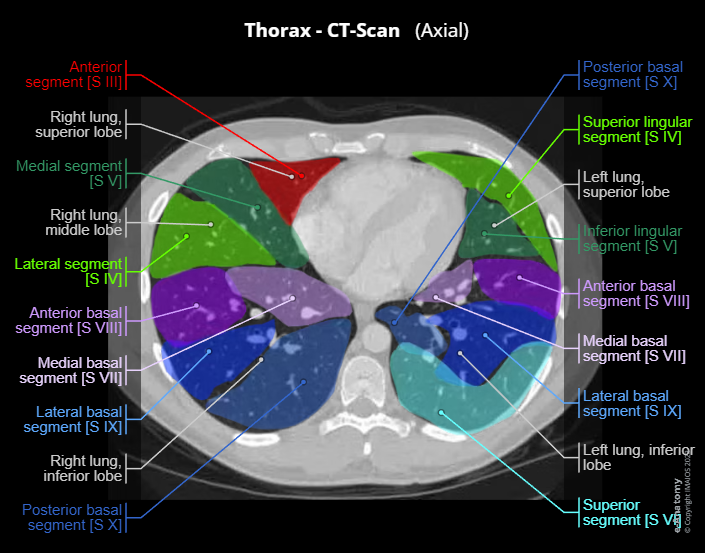 Thorax - CT-Scan (Axial)
Anterior
segment [S III]
Right lung,
superior lobe
Medial segment
[S V]
Right lung,
middle lobe
Lateral segment
[S IV]
Anterior basal
segment [S VIII]
Medial basal
segment [S VII]
Lateral basal
segment [S IX]
Right lung,
inferior lobe
Posterior basal
segment [S X]
Posterior basal
segment [S X]
Superior lingular
segment [S IV]
Left lung,
superior lobe
Inferior lingular
segment [S V]
Anterior basal
segment [S VIII]
Medial basal
segment [S VII]
Lateral basal
segment [S IX]
Left lung, inferior
lobe
Superior
segment [S VI]
e-Anatomy
© Copyright IMAIOS